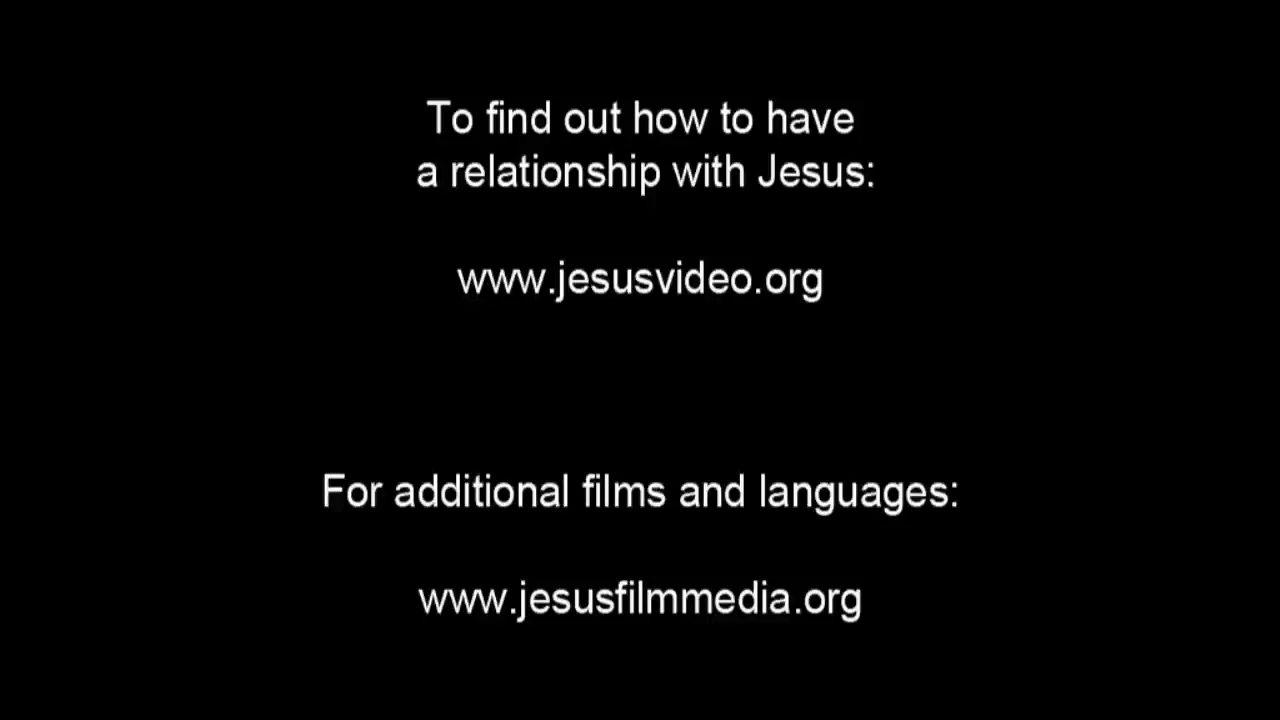 To find out how to have
a relationship with Jesus:
www.jesusvideo.org
For additional films and languages:
www.jesusfilmmedia.org